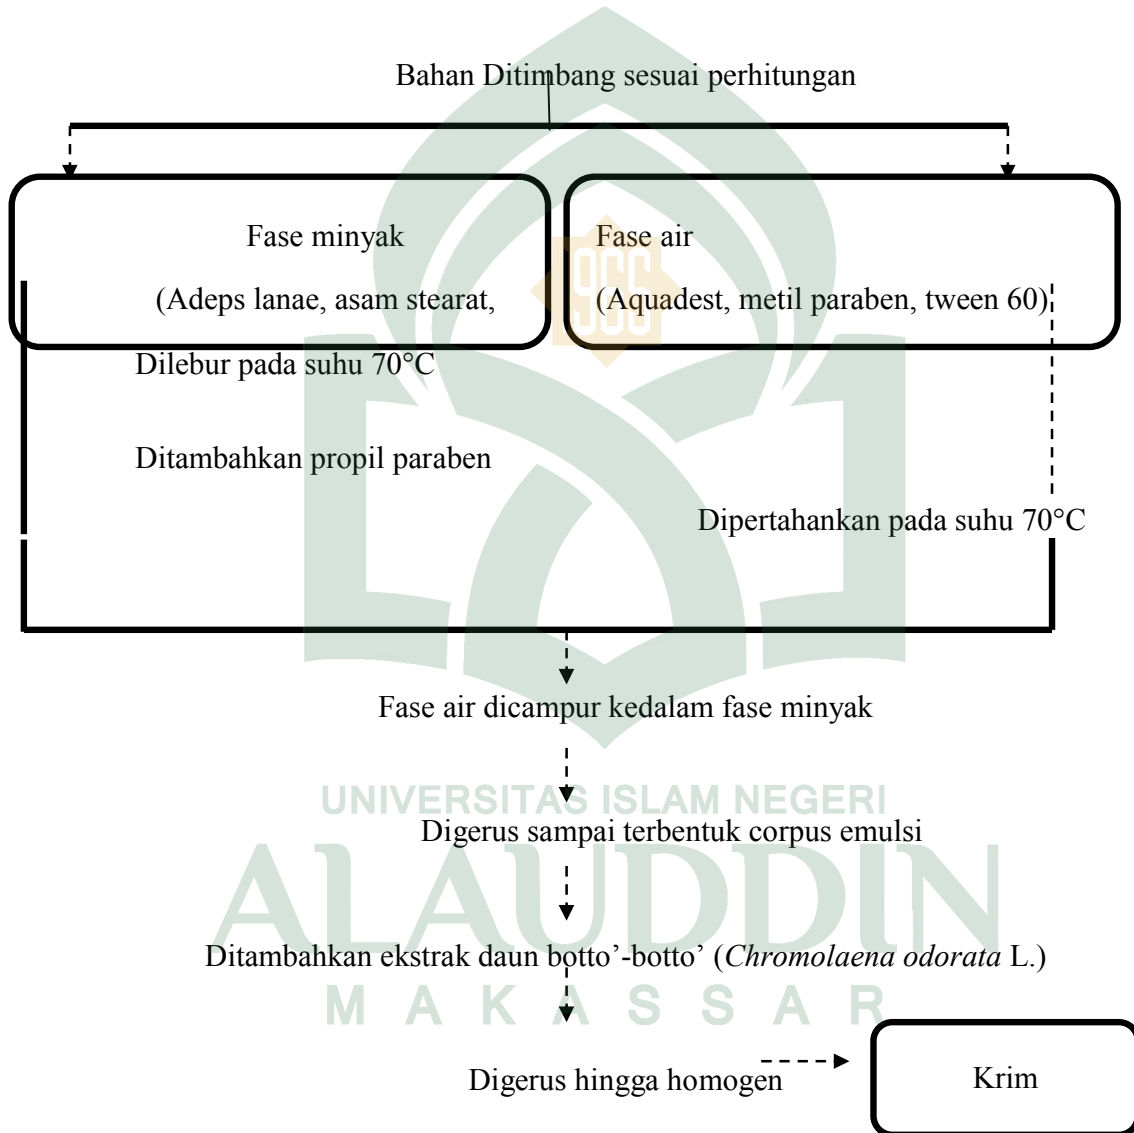 Bahan Ditimbang sesuai perhitungan
Fase minyak
(Adeps lanae, asam stearat,
Fase air
(Aquadest, metil paraben, tween 60)
Dilebur pada suhu 70°C
Ditambahkan propil paraben
Dipertahankan pada suhu 70°C
Fase air dicampur kedalam fase minyak
UNIVERSITAS ISLAM NEGERI
Digerus sampai terbentuk corpus emulsi
ALAUDDIN
Ditambahkan ekstrak daun botto’-botto’ (Chromolaena odorata L.)
MAKASSAR
Digerus hingga homogen
Krim